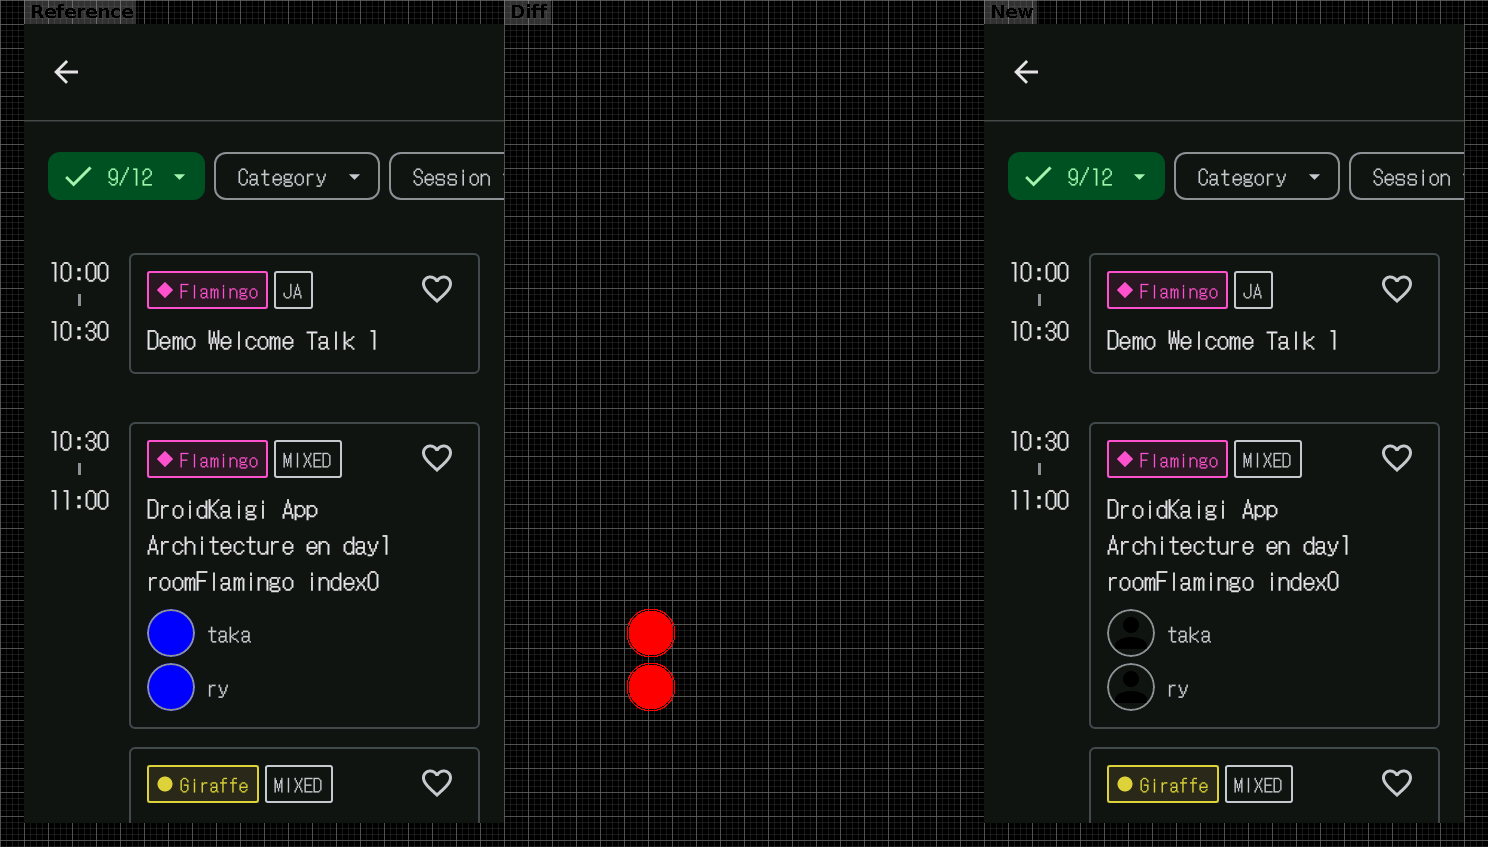 Reference
Diff
New
9/12
Category
Session
10:00
10:30
Flamingo
JA
Demo Welcome Talk 1
10:30
11:00
Flamingo
MIXED
DroidKaigi App
Architecture en day1
roomFlamingo index0
taka
ry
Giraffe
MIXED
9/12
Category
Session
10:00
10:30
Flamingo
JA
Demo Welcome Talk 1
10:30
11:00
Flamingo
MIXED
DroidKaigi App
Architecture en day1
roomFlamingo index0
taka
ry
Giraffe
MIXED